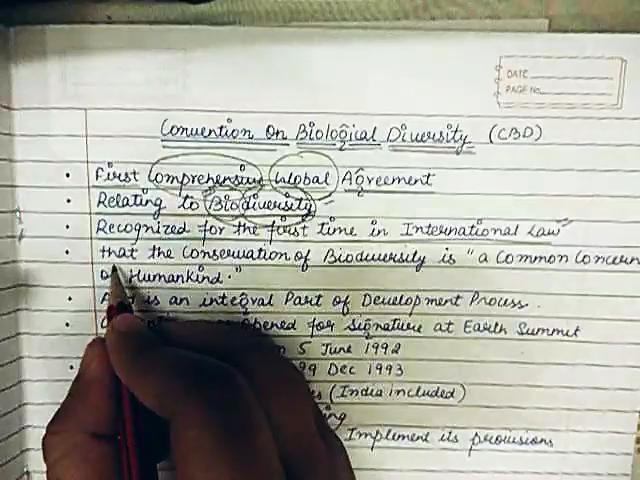 DATE
PAGE No.
Convention On Biological Diversity (CBD)
First Comprehensive Global Agreement
Relating to Biodiversity
Recognized for the first time in International Law
that the Conservation of Biodiversity is "a Common Concern
of Humankind."
is an integral Part of Development Process.
opened for signature at Earth Summit
5 June 1992
29 Dec 1993
(India included)
Implement its provisions